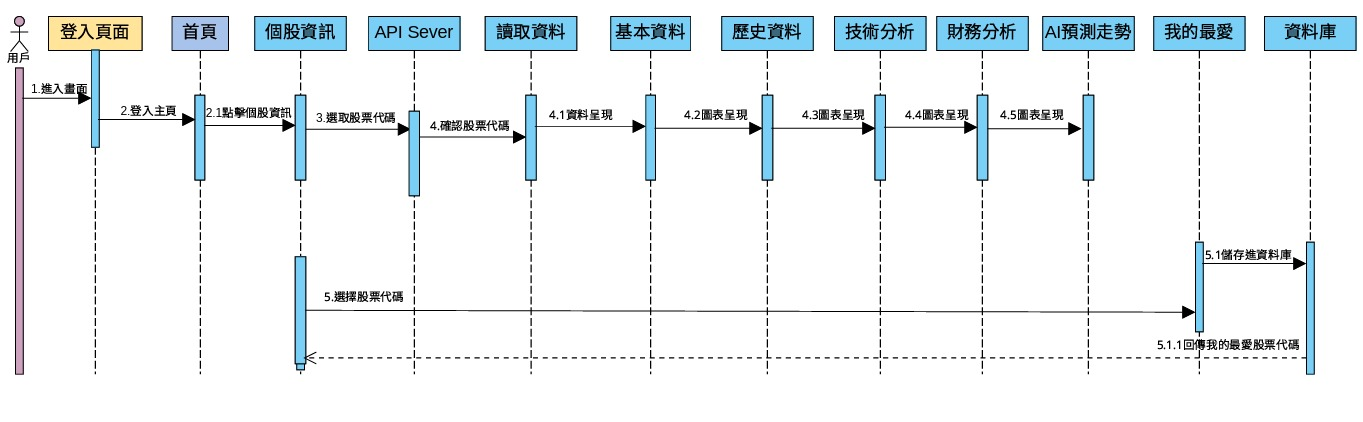 用戶
登入頁面
首頁
個股資訊
API Sever
讀取資料
基本資料
歷史資料
技術分析
財務分析
AI預測走勢
我的最愛
資料庫
1.進入畫面
2.登入主頁
2.1點擊個股資訊
3.選取股票代碼
4.確認股票代碼
4.1資料呈現
4.2圖表呈現
4.3圖表呈現
4.4圖表呈現
4.5圖表呈現
5.1儲存進資料庫
5.選擇股票代碼
5.1.1回傳我的最愛股票代碼